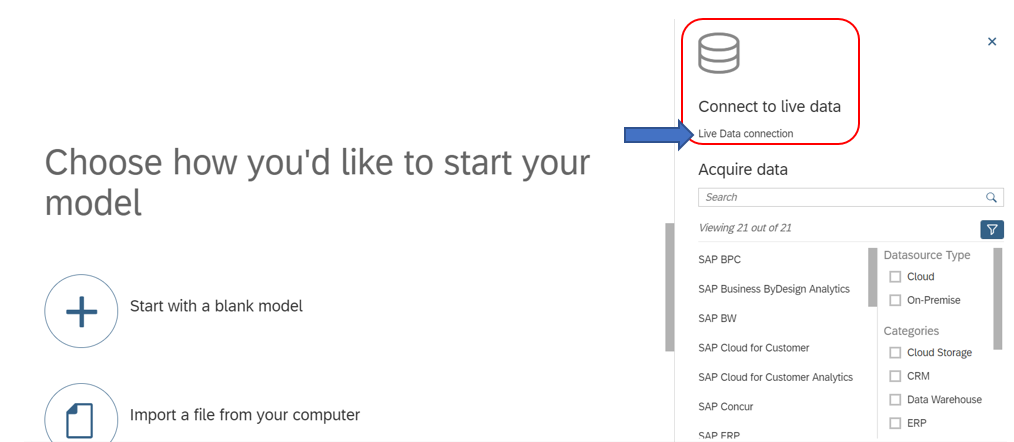 Choose how you'd like to start your
model
Start with a blank model
Import a file from your computer
Connect to live data
Live Data connection
Acquire data
Search
Viewing 21 out of 21
SAP BPC
SAP Business ByDesign Analytics
SAP BW
SAP Cloud for Customer
SAP Cloud for Customer Analytics
SAP Concur
SAP ERP
Datasource Type
Cloud
On-Premise
Categories
Cloud Storage
CRM
Data Warehouse
ERP